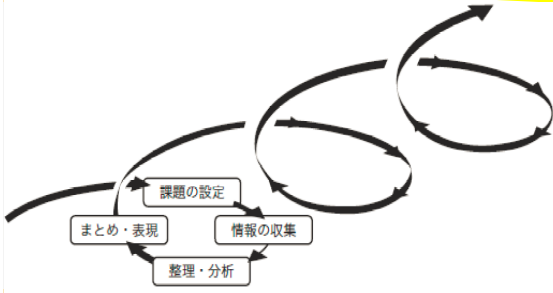 課題の設定
情報の収集
整理・分析
まとめ・表現